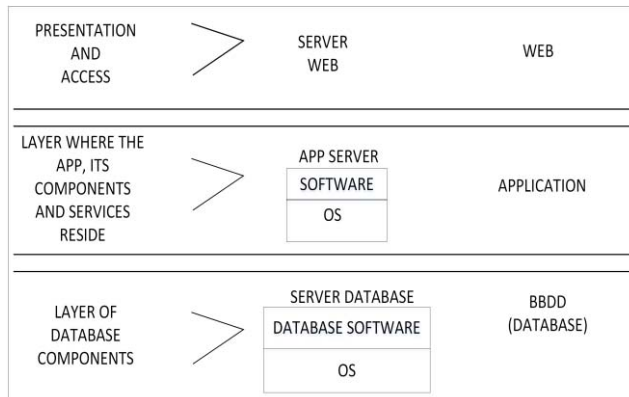 PRESENTATION
AND
ACCESS
SERVER
WEB
WEB
LAYER WHERE THE
APP, ITS
COMPONENTS
AND SERVICES
RESIDE
APP SERVER
SOFTWARE
OS
APPLICATION
LAYER OF
DATABASE
COMPONENTS
SERVER DATABASE
DATABASE SOFTWARE
OS
BBDD
(DATABASE)